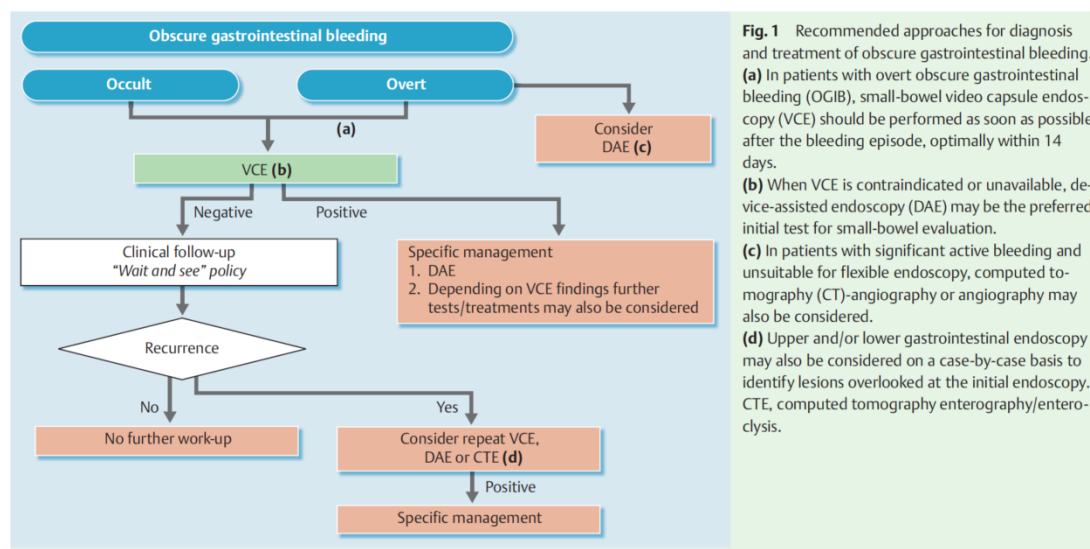 Obscure gastrointestinal bleeding
Occult
Overt
(a)
Consider
DAE (c)
VCE (b)
Negative
Positive
Clinical follow-up
"Wait and see" policy
Specific management
1. DAE
2. Depending on VCE findings further
tests/treatments may also be considered
Recurrence
No
Yes
No further work-up
Consider repeat VCE,
DAE or CTE (d)
Positive
Specific management
Fig. 1 Recommended approaches for diagnosis
and treatment of obscure gastrointestinal bleeding.
(a) In patients with overt obscure gastrointestinal
bleeding (OGIB), small-bowel video capsule endos-
copy (VCE) should be performed as soon as possible
after the bleeding episode, optimally within 14
days.
(b) When VCE is contraindicated or unavailable, de-
vice-assisted endoscopy (DAE) may be the preferred
initial test for small-bowel evaluation.
(c) In patients with significant active bleeding and
unsuitable for flexible endoscopy, computed to-
mography (CT)-angiography or angiography may
also be considered.
(d) Upper and/or lower gastrointestinal endoscopy
may also be considered on a case-by-case basis to
identify lesions overlooked at the initial endoscopy.
CTE, computed tomography enterography/entero-
clysis.